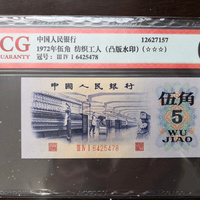 CG
GUARANTY
中国人民银行
12627157
1972年伍角 纺织工人（凸版水印）（☆☆☆）
冠号：ⅢⅣⅠ6425478
中国人民银行
ⅢⅣⅠ 6425478
伍角
5
WU
JIAO